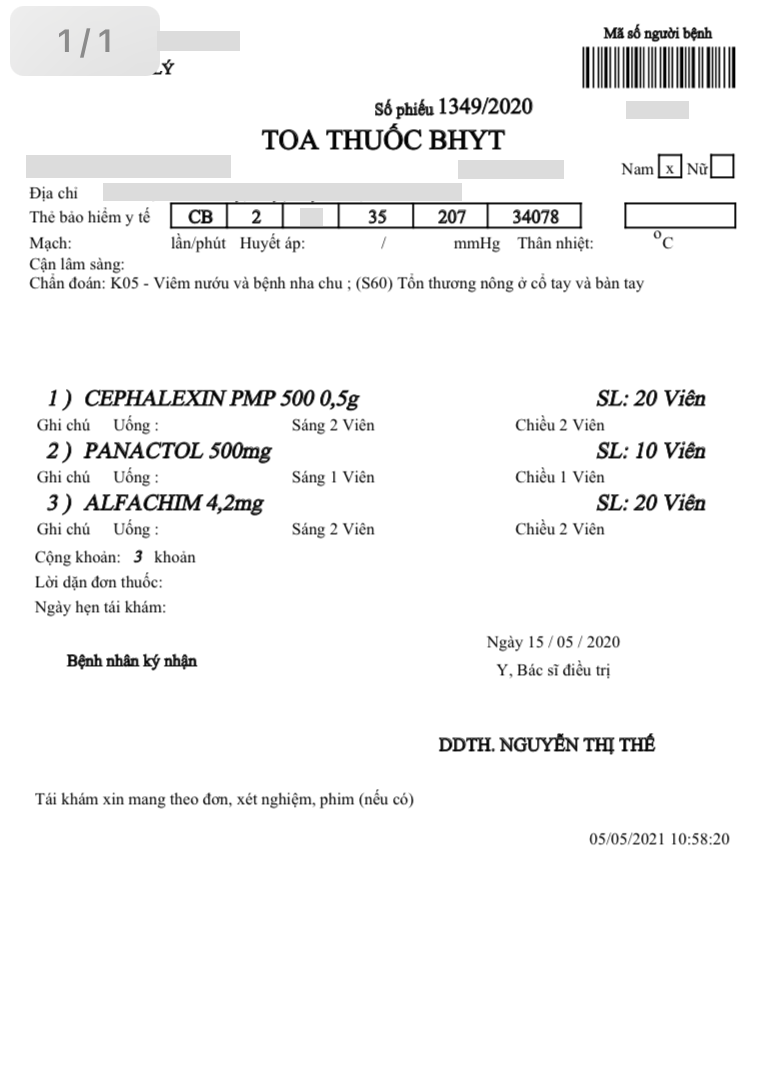 1/1
LÝ
Mã số người bệnh
Số phiếu 1349/2020
TOA THUỐC BHYT
Nam x Nữ
Địa chỉ
Thẻ bảo hiểm y tế CB 2 35 207 34078
Mạch: lần/phút Huyết áp: / mmHg Thân nhiệt: °C
Cận lâm sàng:
Chẩn đoán: K05 - Viêm nướu và bệnh nha chu ; (S60) Tổn thương nông ở cổ tay và bàn tay
1 ) CEPHALEXIN PMP 500 0,5g SL: 20 Viên
Ghi chú Uống : Sáng 2 Viên Chiều 2 Viên
2 ) PANACTOL 500mg SL: 10 Viên
Ghi chú Uống : Sáng 1 Viên Chiều 1 Viên
3 ) ALFACHIM 4,2mg SL: 20 Viên
Ghi chú Uống : Sáng 2 Viên Chiều 2 Viên
Cộng khoản: 3 khoản
Lời dặn đơn thuốc:
Ngày hẹn tái khám:
Ngày 15 / 05 / 2020
Bệnh nhân ký nhận
Y, Bác sĩ điều trị
DDTH. NGUYỄN THỊ THẾ
Tái khám xin mang theo đơn, xét nghiệm, phim (nếu có)
05/05/2021 10:58:20